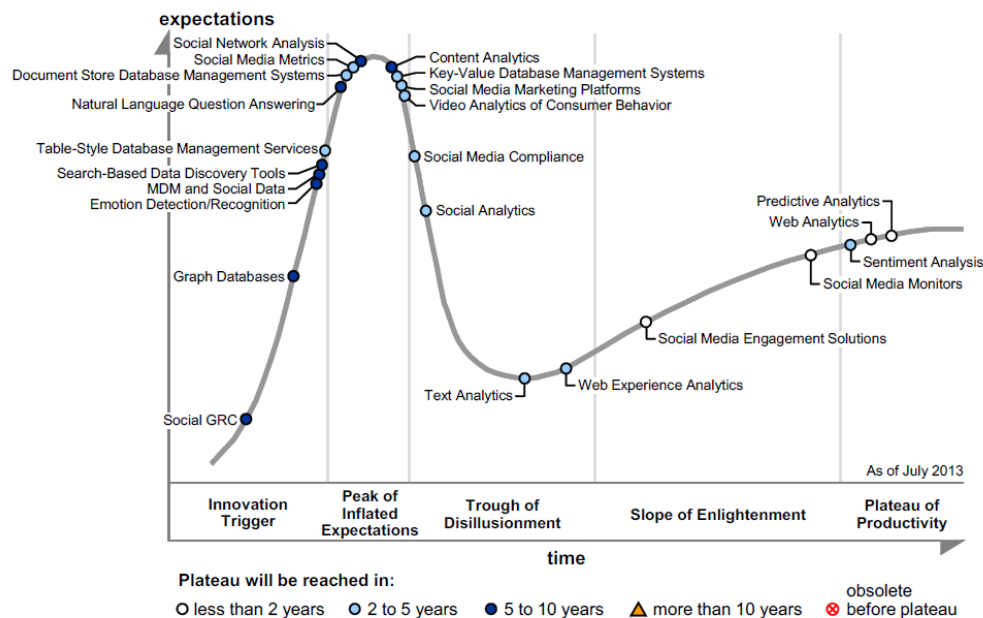 expectations
Social Network Analysis
Social Media Metrics
Document Store Database Management Systems
Natural Language Question Answering
Table-Style Database Management Services
Search-Based Data Discovery Tools
MDM and Social Data
Emotion Detection/Recognition
Graph Databases
Social GRC
Content Analytics
Key-Value Database Management Systems
Social Media Marketing Platforms
Video Analytics of Consumer Behavior
Social Media Compliance
Social Analytics
Text Analytics
Web Experience Analytics
Social Media Engagement Solutions
Predictive Analytics
Web Analytics
Sentiment Analysis
Social Media Monitors
As of July 2013
Innovation
Trigger
Peak of
Inflated
Expectations
Trough of
Disillusionment
Slope of Enlightenment
Plateau of
Productivity
time
Plateau will be reached in:
less than 2 years
2 to 5 years
5 to 10 years
more than 10 years
obsolete
before plateau